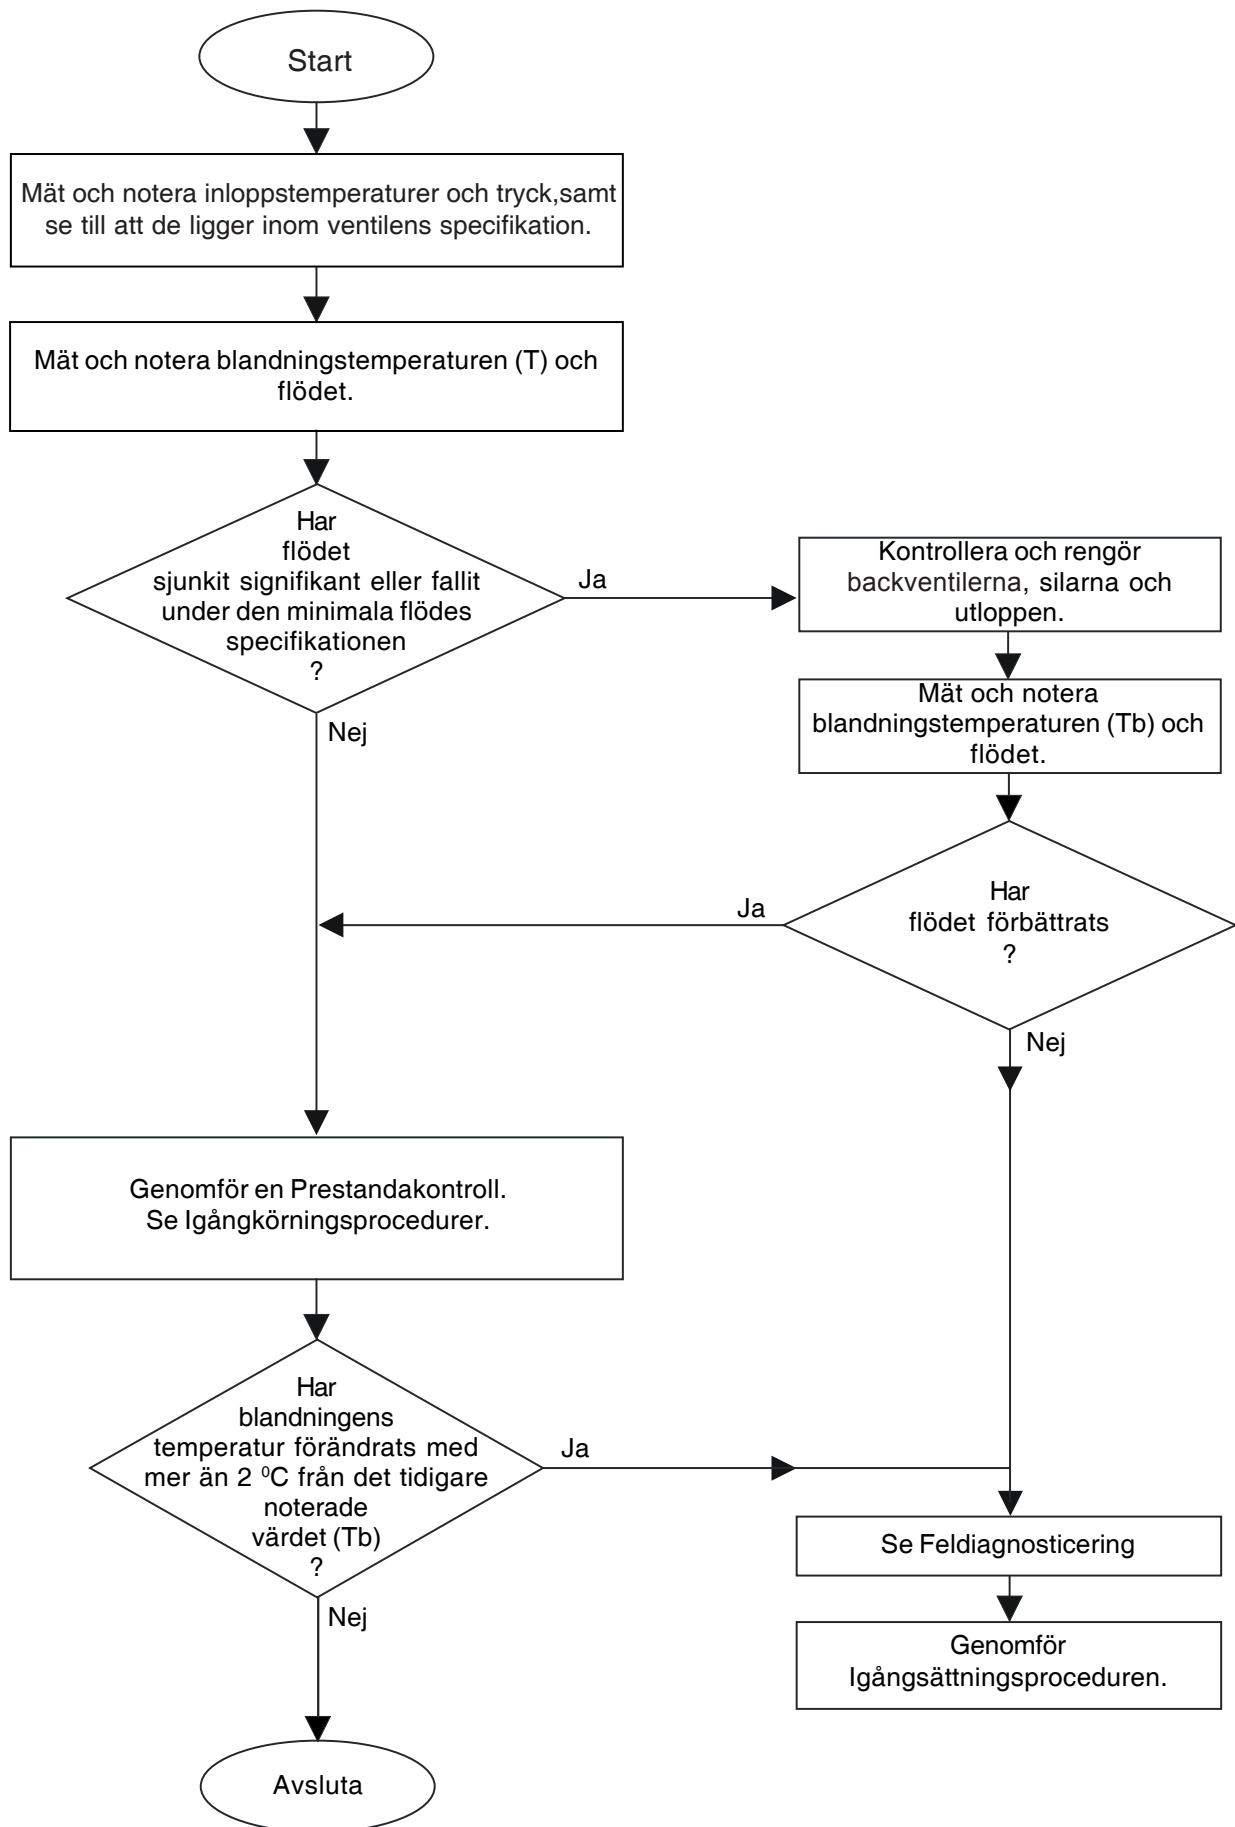 Start
Mät och notera inloppstemperaturer och tryck,samt
se till att de ligger inom ventilens specifikation.
Mät och notera blandningstemperaturen (T) och
flödet.
Har
flödet
sjunkit signifikant eller fallit
under den minimala flödes
specifikationen
?
Ja
Nej
Kontrollera och rengör
backventilerna, silarna och
utloppen.
Mät och notera
blandningstemperaturen (Tb) och
flödet.
Har
flödet förbättrats
?
Ja
Nej
Genomför en Prestandakontroll.
Se Igångkörningsprocedurer.
Har
blandningens
temperatur förändrats med
mer än 2 ⁰C från det tidigare
noterade
värdet (Tb)
?
Ja
Nej
Se Feldiagnosticering
Genomför
Igångsättningsproceduren.
Avsluta